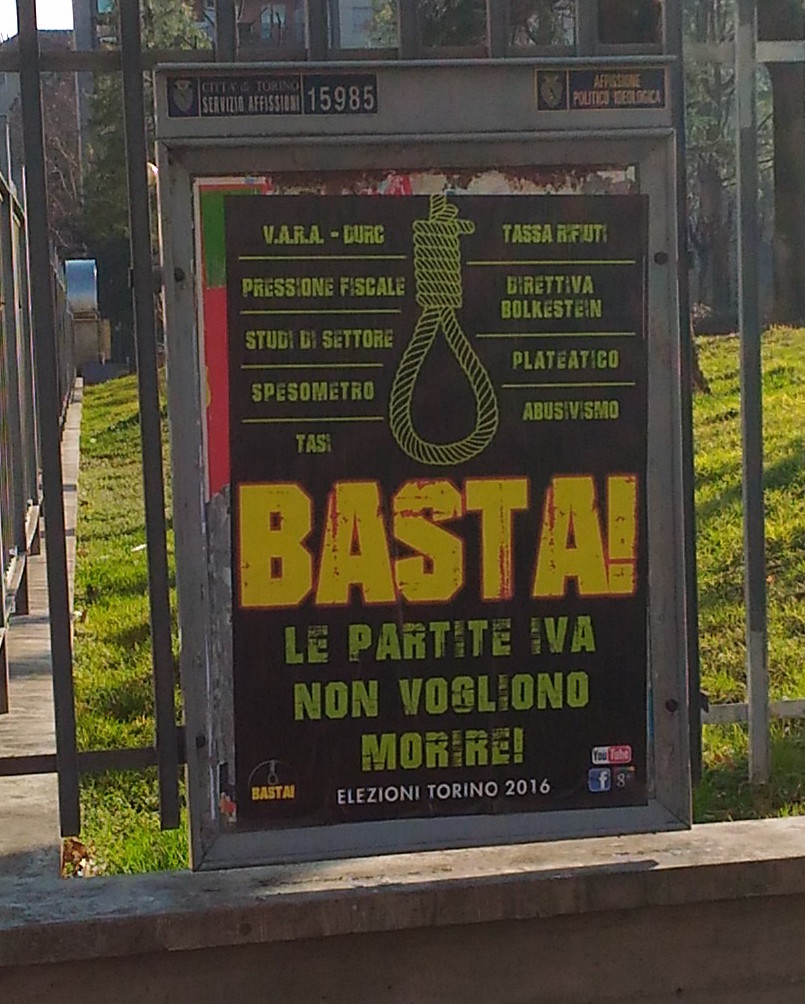 CITTA' di TORINO
SERVIZIO AFFISSIONI
15985
AFFISSIONE
POLITICO IDEOLOGICA
V.A.R.A. - DURC
PRESSIONE FISCALE
STUDI DI SETTORE
SPESOMETRO
TASI
TASSA RIFIUTI
DIRETTIVA
BOLKESTEIN
PLATEATICO
ABUSIVISMO
BASTA!
LE PARTITE IVA
NON VOGLIONO
MORIRE!
BASTA!
ELEZIONI TORINO 2016
YouTube
f g+